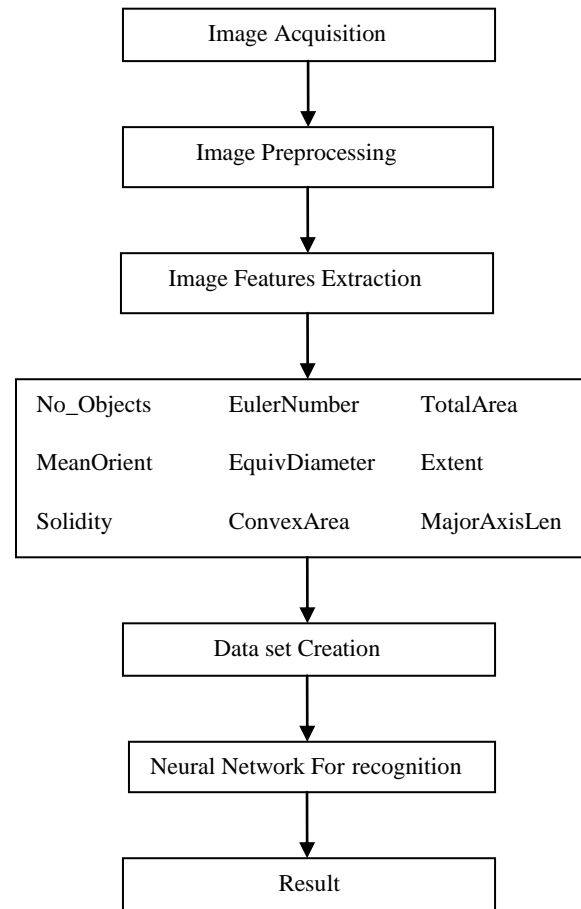 Image Acquisition
Image Preprocessing
Image Features Extraction
No_Objects EulerNumber TotalArea
MeanOrient EquivDiameter Extent
Solidity ConvexArea MajorAxisLen
Data set Creation
Neural Network For recognition
Result